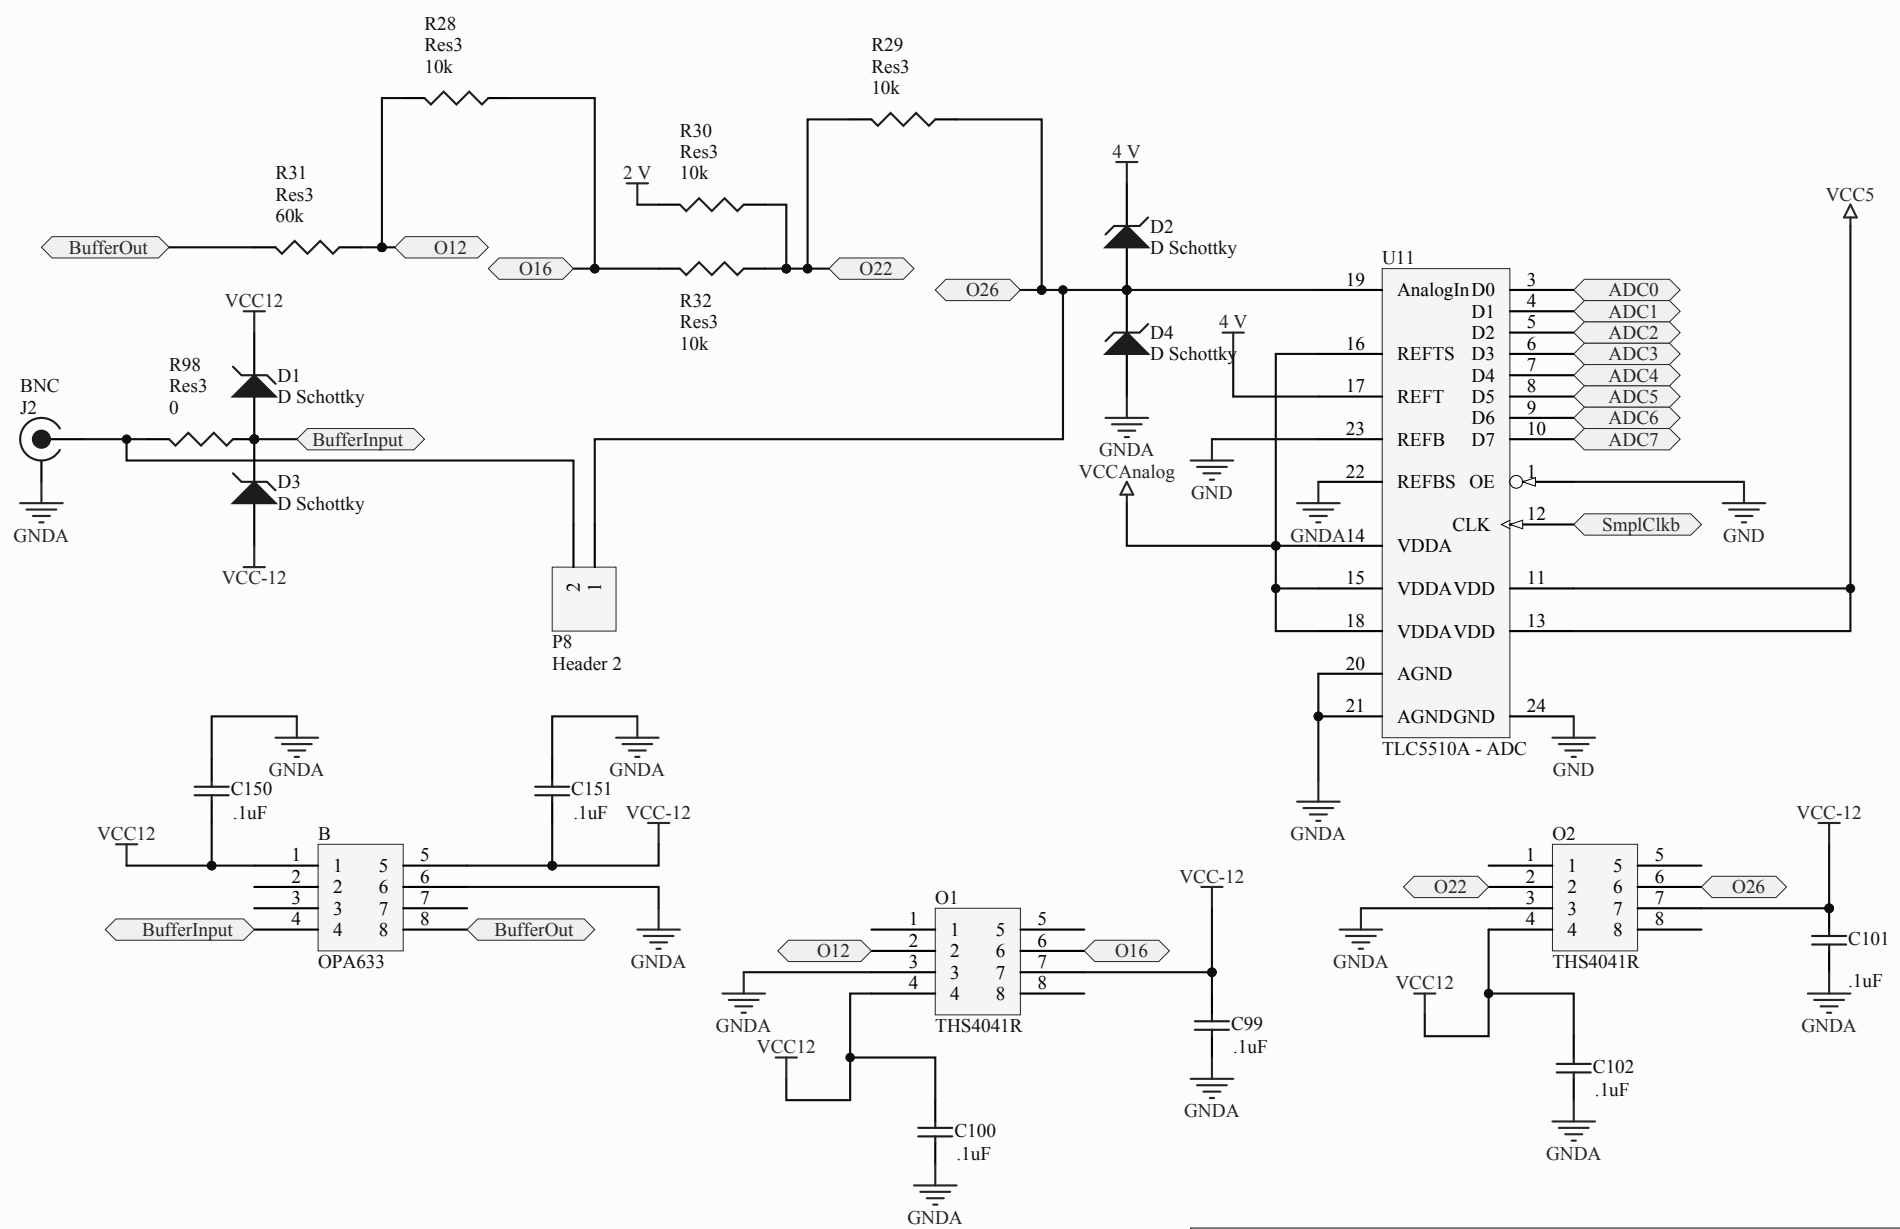 R28
Res3
10k
R29
Res3
10k
R30
Res3
10k
2 V
R31
Res3
60k
BufferOut
O12
O16
R32
Res3
10k
O22
O26
4 V
D2
D Schottky
D4
D Schottky
GNDA
4 V
VCC5
VCC12
R98
Res3
0
D1
D Schottky
BNC
J2
GNDA
BufferInput
D3
D Schottky
VCC-12
2
1
P8
Header 2
VCCAnalog
GND
GNDA
U11
19 AnalogIn D0 3 ADC0
D1 4 ADC1
D2 5 ADC2
16 REFTS D3 6 ADC3
D4 7 ADC4
17 REFT D5 8 ADC5
D6 9 ADC6
23 REFB D7 10 ADC7
22 REFBS OE 1
GND
CLK 12 SmplClkb
14 VDDA
15 VDDA VDD 11
18 VDDA VDD 13
20 AGND
21 AGND GND 24
TLC5510A - ADC
GND
GNDA
GNDA
C150
.1uF
GNDA
C151
.1uF
VCC12
VCC-12
B
1 1 5 5
2 2 6 6
3 3 7 7
BufferInput 4 4 8 8 BufferOut
OPA633
GNDA
VCC-12
O1
1 1 5 5
O12 2 2 6 6 O16
3 3 7 7
4 4 8 8
THS4041R
GNDA
VCC12
C99
.1uF
GNDA
C100
.1uF
GNDA
VCC-12
O2
1 1 5 5
O22 2 2 6 6 O26
3 3 7 7
4 4 8 8
THS4041R
GNDA
VCC12
C101
.1uF
GNDA
C102
.1uF
GNDA